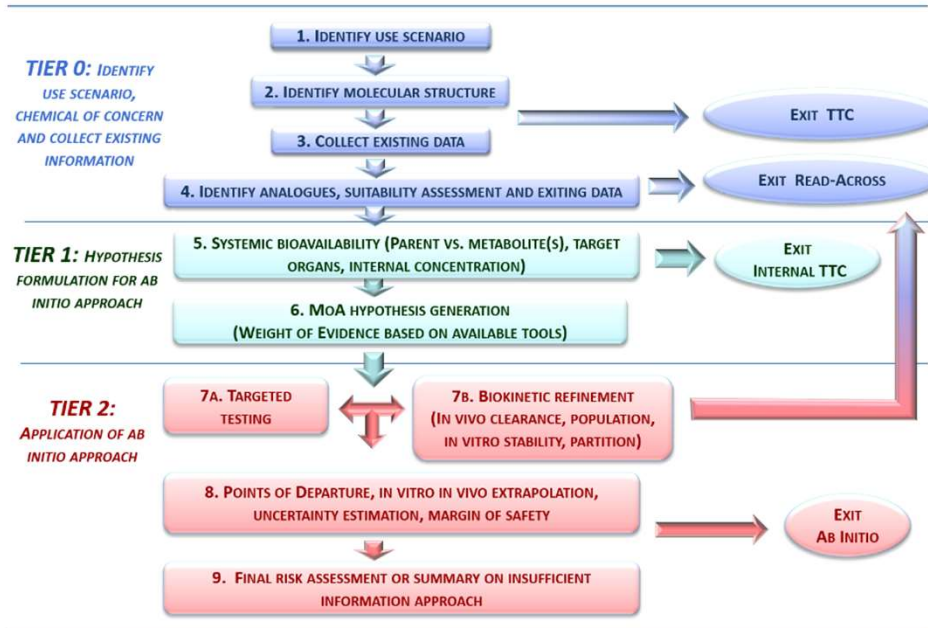 1. Identify use scenario
TIER 0: Identify
use scenario,
chemical of concern
and collect existing
information
2. Identify molecular structure
Exit TTC
3. Collect existing data
4. Identify analogues, suitability assessment and exiting data
Exit Read-Across
TIER 1: Hypothesis
formulation for ab
initio approach
5. Systemic bioavailability (Parent vs. metabolite(s), target
organs, internal concentration)
Exit
Internal TTC
6. MoA hypothesis generation
(Weight of Evidence based on available tools)
TIER 2:
Application of ab
initio approach
7a. Targeted
testing
7b. Biokinetic refinement
(In vivo clearance, population,
in vitro stability, partition)
8. Points of Departure, in vitro in vivo extrapolation,
uncertainty estimation, margin of safety
Exit
Ab Initio
9. Final risk assessment or summary on insufficient
information approach